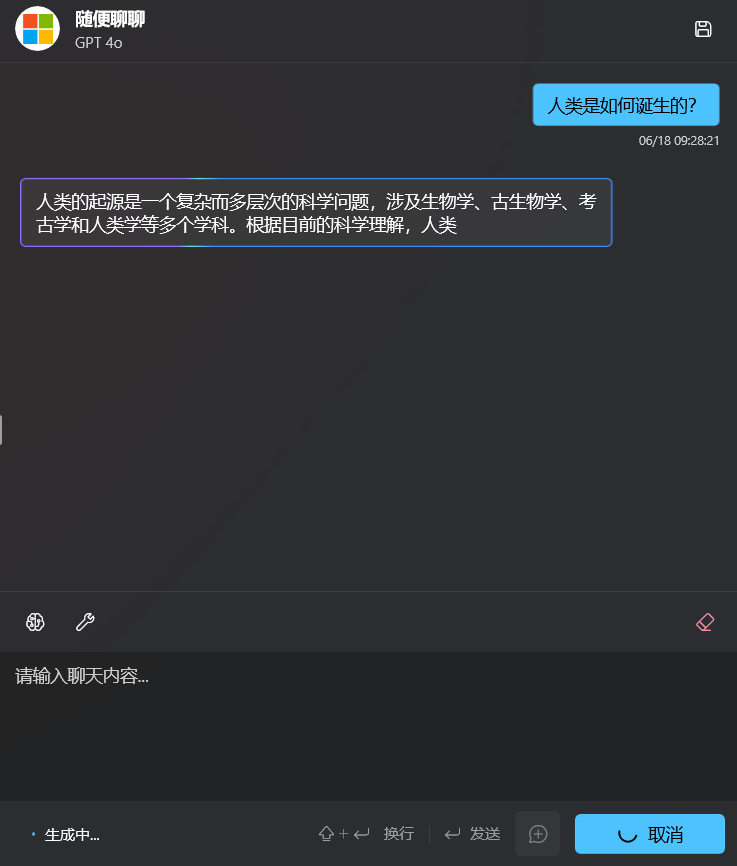 随便聊聊
GPT 4o
人类是如何诞生的?
06/18 09:28:21
人类的起源是一个复杂而多层次的科学问题，涉及生物学、古生物学、考
古学和人类学等多个学科。根据目前的科学理解，人类
请输入聊天内容...
生成中... + 换行 发送 取消